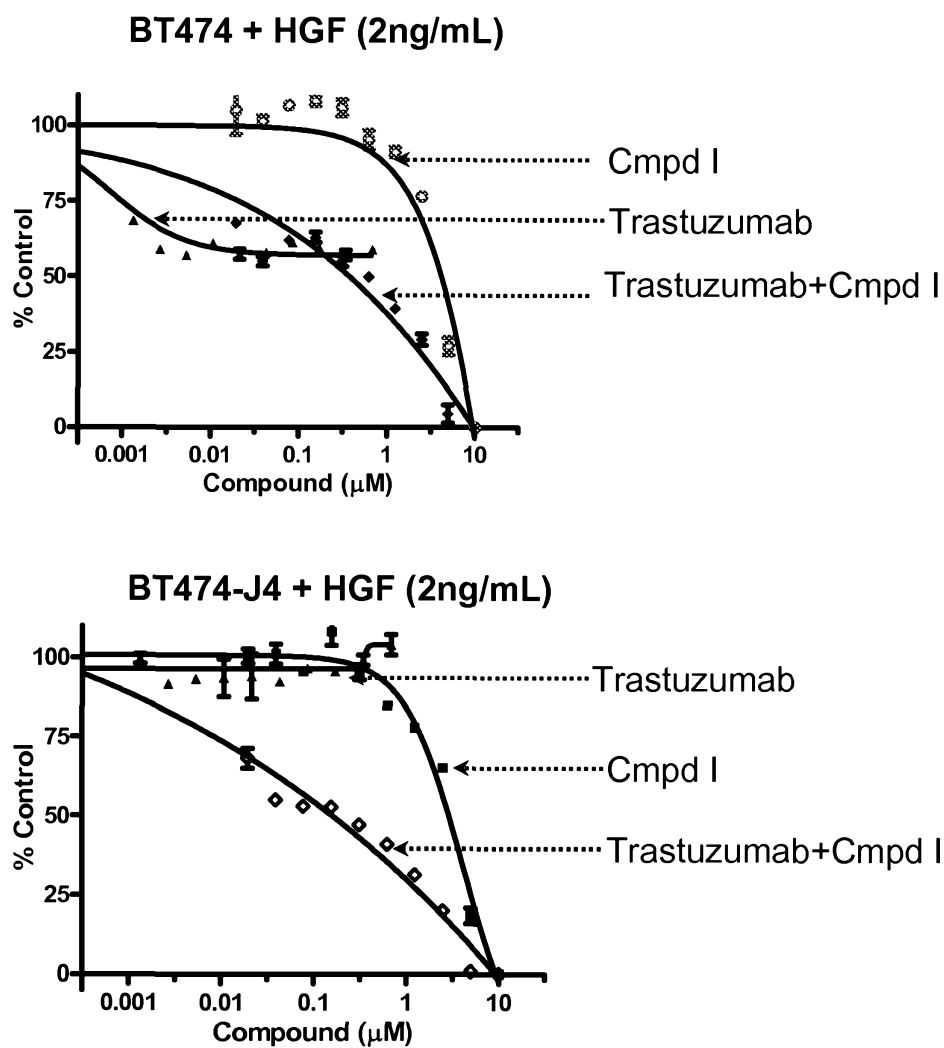 BT474 + HGF (2ng/mL)
100
75
50
25
0
% Control
Cmpd I
Trastuzumab
Trastuzumab+Cmpd I
0.001 0.01 0.1 1 10
Compound (μM)
BT474-J4 + HGF (2ng/mL)
100
75
50
25
0
% Control
Trastuzumab
Cmpd I
Trastuzumab+Cmpd I
0.001 0.01 0.1 1 10
Compound (μM)